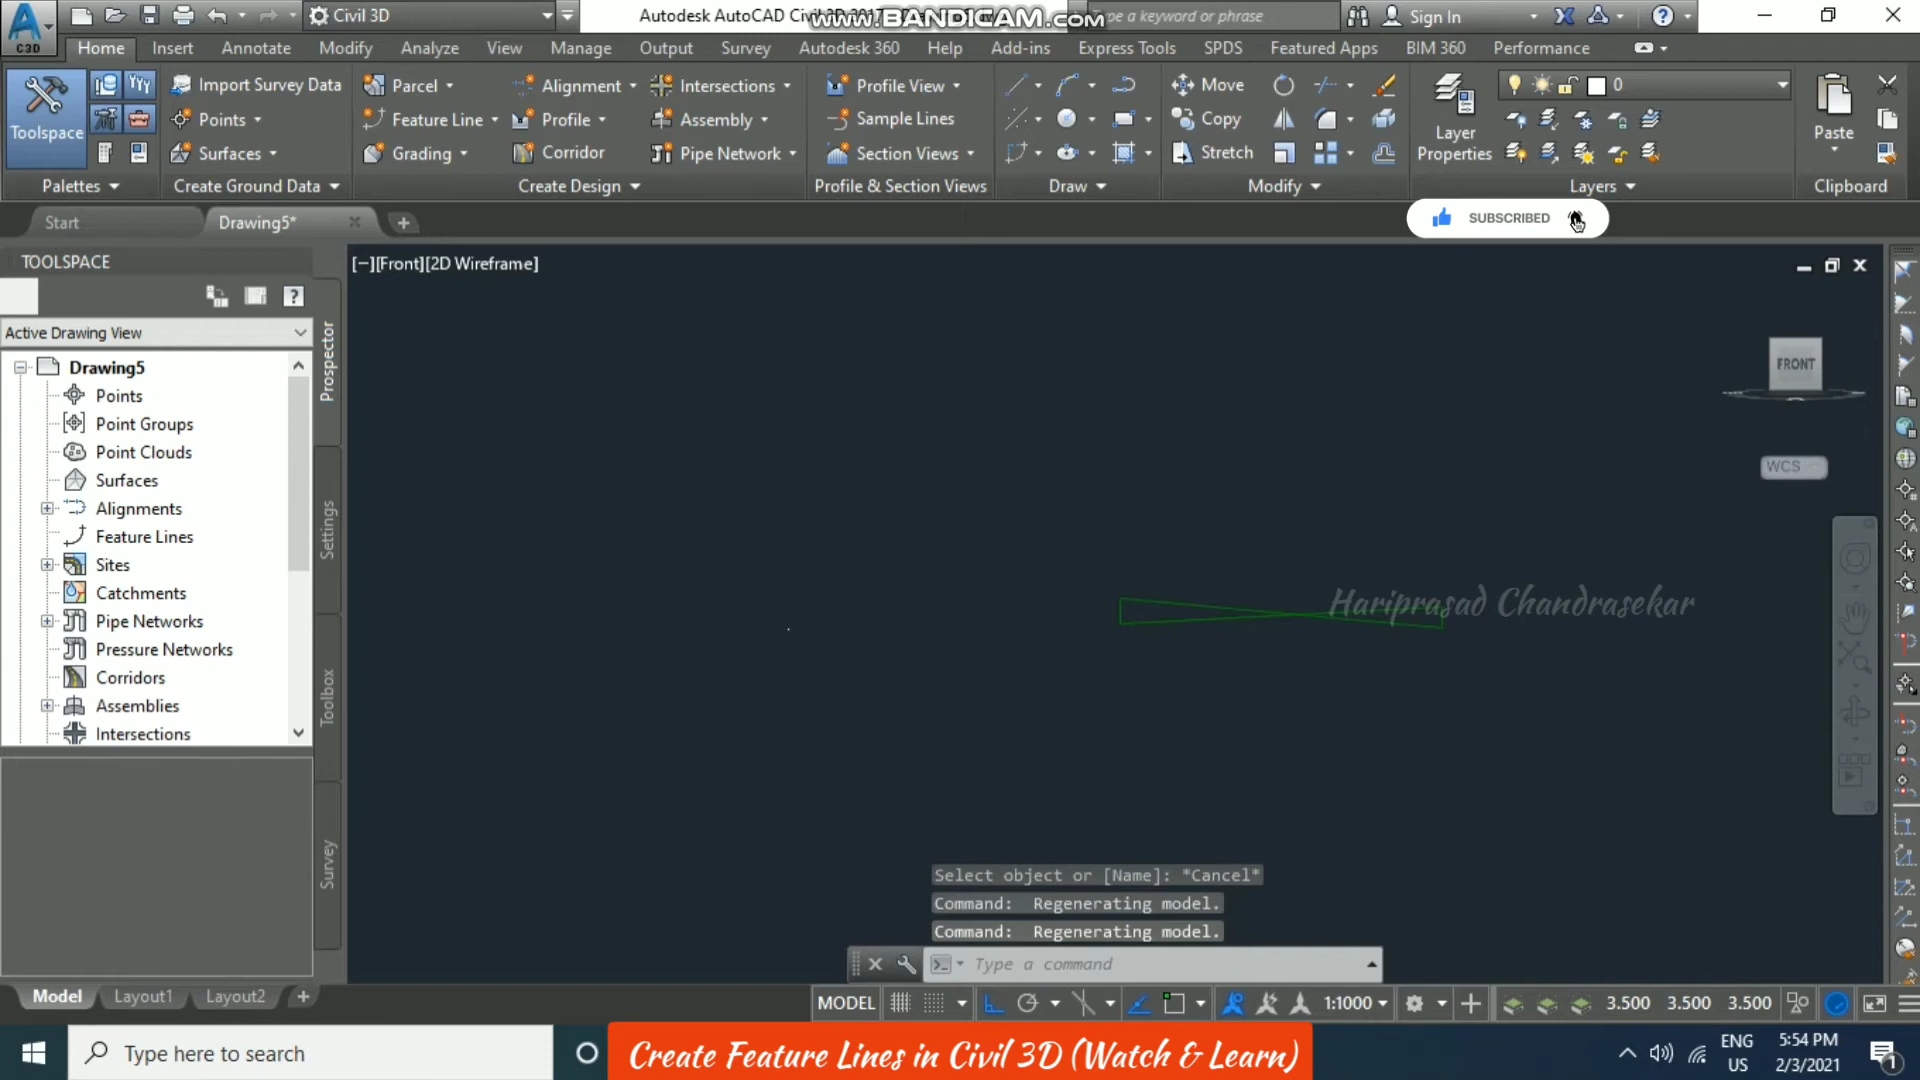 Civil 3D
Autodesk AutoCAD Civil 3D 2017
www.BANDICAM.com
Type a keyword or phrase
Sign In
C3D
Home Insert Annotate Modify Analyze View Manage Output Survey Autodesk 360 Help Add-ins Express Tools SPDS Featured Apps BIM 360 Performance
Import Survey Data Parcel Alignment Intersections Profile View Move 0
Toolspace Points Feature Line Profile Assembly Sample Lines Copy Layer Properties Paste
Surfaces Grading Corridor Pipe Network Section Views Stretch
Palettes Create Ground Data Create Design Profile & Section Views Draw Modify Layers Clipboard
Start Drawing5* SUBSCRIBED
TOOLSPACE
[−][Front][2D Wireframe]
Active Drawing View
Drawing5
Points
Point Groups
Point Clouds
Surfaces
Alignments
Feature Lines
Sites
Catchments
Pipe Networks
Pressure Networks
Corridors
Assemblies
Intersections
Prospector
Settings
Toolbox
Survey
FRONT
WCS
Hariprasad Chandrasekar
Select object or [Name]: *Cancel*
Command: Regenerating model.
Command: Regenerating model.
Type a command
Model Layout1 Layout2
MODEL 1:1000 3.500 3.500 3.500
Type here to search
Create Feature Lines in Civil 3D (Watch & Learn)
ENG
US
5:54 PM
2/3/2021
1